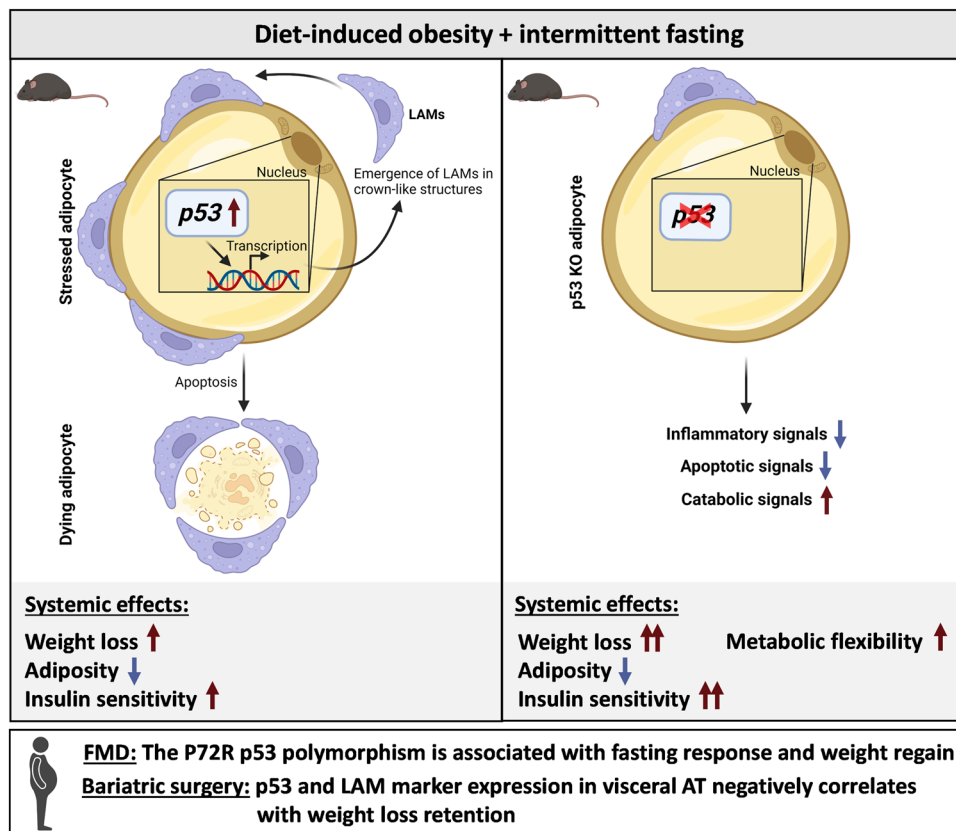 Diet-induced obesity + intermittent fasting
Stressed adipocyte
LAMs
Nucleus
Emergence of LAMs in
crown-like structures
p53
Transcription
Apoptosis
Dying adipocyte
Systemic effects:
Weight loss
Adiposity
Insulin sensitivity
p53 KO adipocyte
Nucleus
p53
Inflammatory signals
Apoptotic signals
Catabolic signals
Systemic effects:
Weight loss
Metabolic flexibility
Adiposity
Insulin sensitivity
FMD: The P72R p53 polymorphism is associated with fasting response and weight regain
Bariatric surgery: p53 and LAM marker expression in visceral AT negatively correlates
with weight loss retention